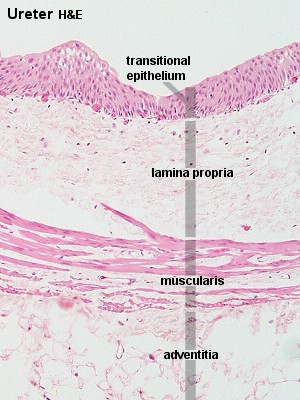 Ureter H&E
transitional
epithelium
lamina propria
muscularis
adventitia